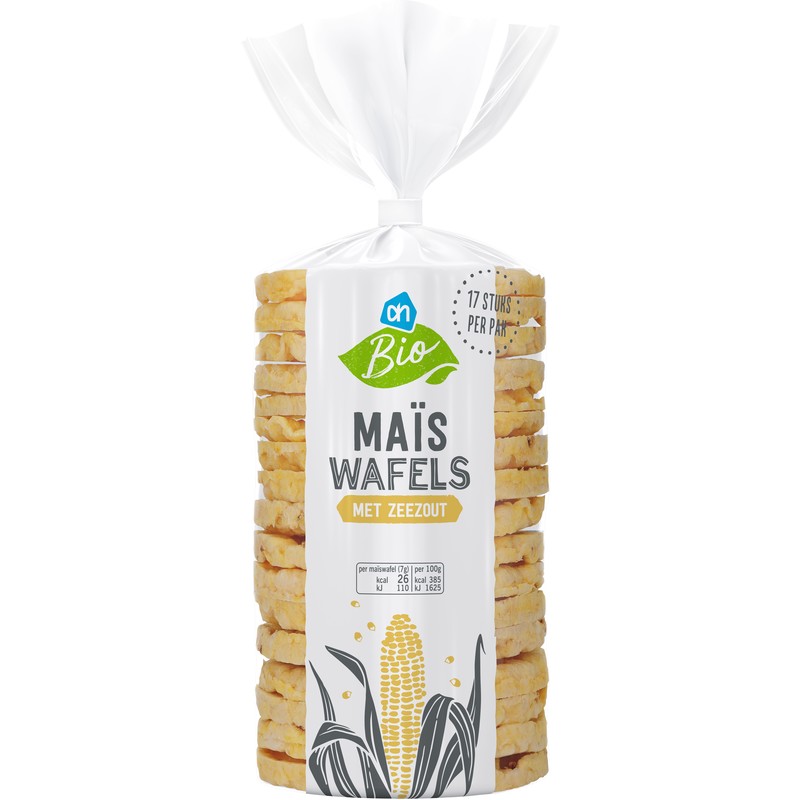 17 STUKS
PER PAK
ah
Bio
MAÏS
WAFELS
MET ZEEZOUT
per maïswafel (7g) per 100g
kcal 26 kcal 385
kJ 110 kJ 1625